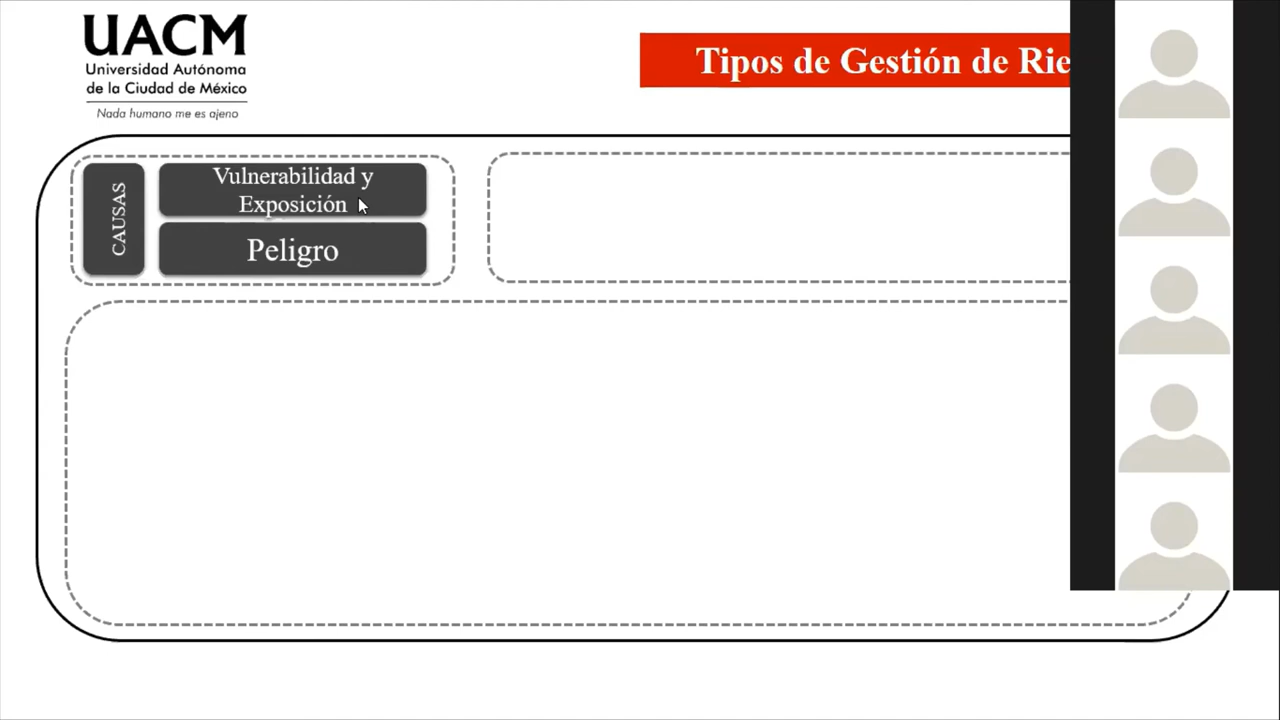 UACM
Universidad Autónoma
de la Ciudad de México
Nada humano me es ajeno
Tipos de Gestión de Rie
CAUSAS
Vulnerabilidad y
Exposición
Peligro